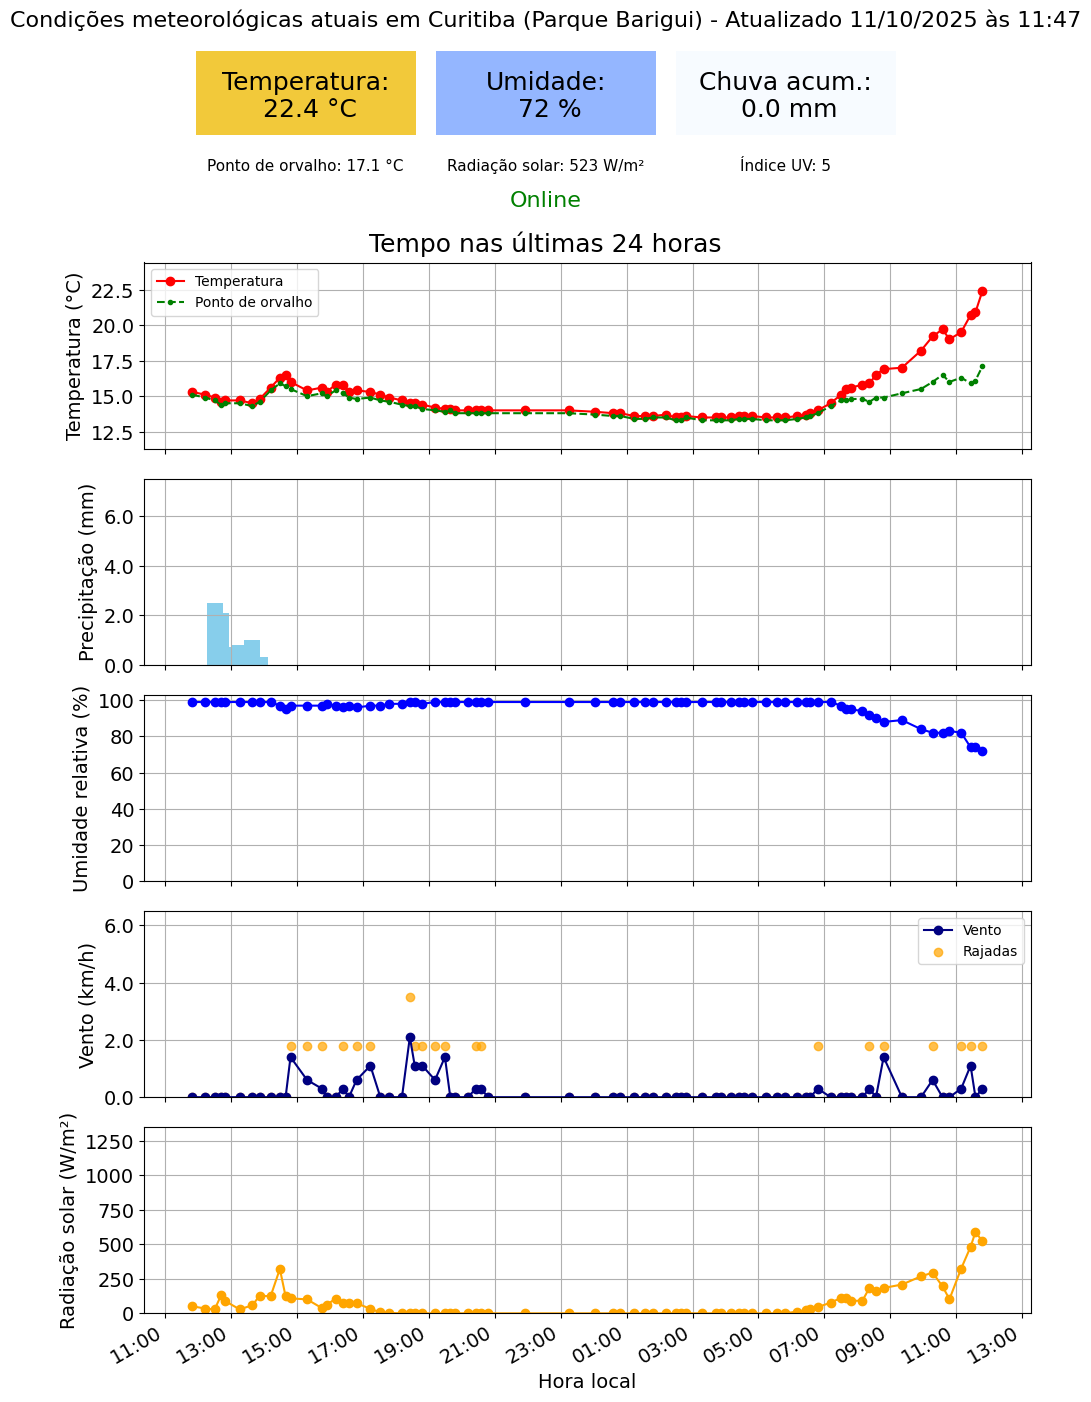 Condições meteorológicas atuais em Curitiba (Parque Barigui) - Atualizado 11/10/2025 às 11:47
Temperatura:
22.4 °C
Umidade:
72 %
Chuva acum.:
0.0 mm
Ponto de orvalho: 17.1 °C
Radiação solar: 523 W/m²
Índice UV: 5
Online
Tempo nas últimas 24 horas
Temperatura (°C)
22.5
20.0
17.5
15.0
12.5
Temperatura
Ponto de orvalho
Precipitação (mm)
6.0
4.0
2.0
0.0
Umidade relativa (%)
100
80
60
40
20
0
Vento (km/h)
6.0
4.0
2.0
0.0
Vento
Rajadas
Radiação solar (W/m²)
1250
1000
750
500
250
0
11:00
13:00
15:00
17:00
19:00
21:00
23:00
01:00
03:00
05:00
07:00
09:00
11:00
13:00
Hora local